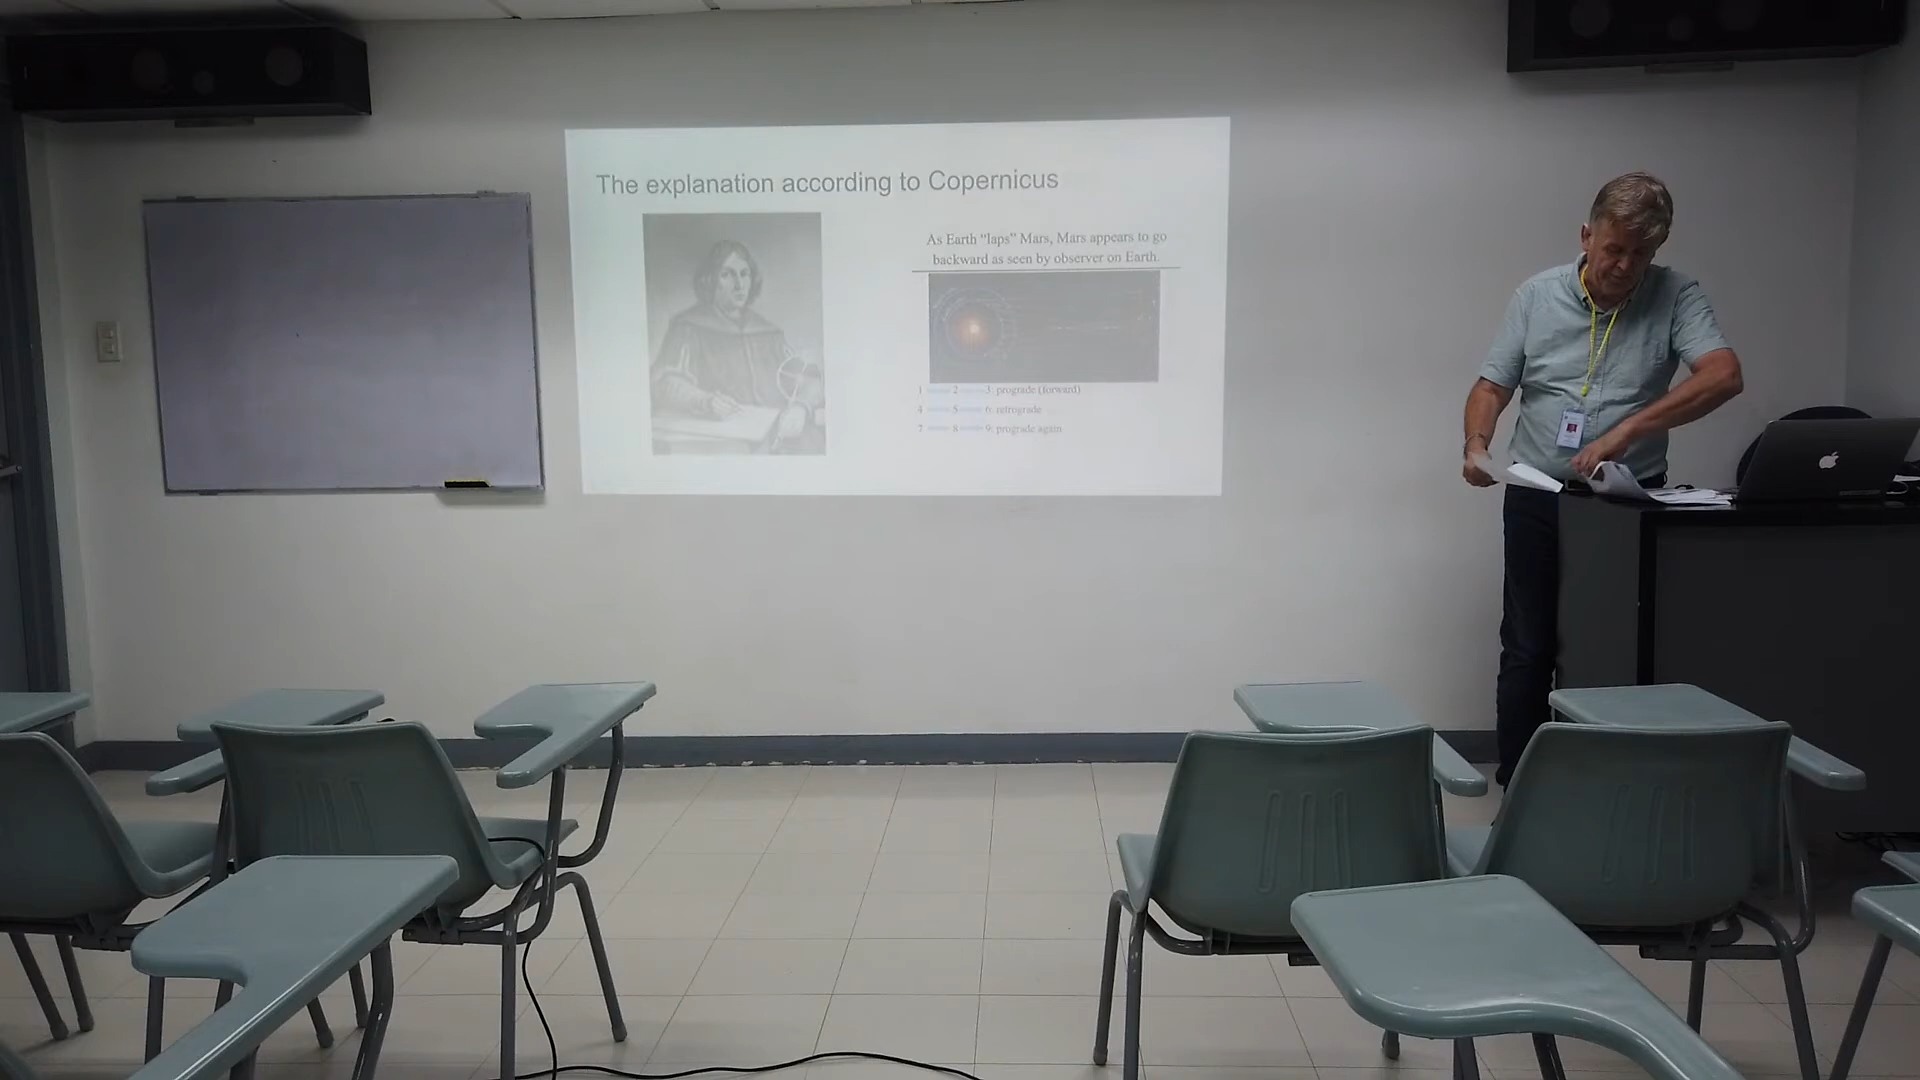 The explanation according to Copernicus
As Earth “laps” Mars, Mars appears to go
backward as seen by observer on Earth.
1 2 3: prograde (forward)
4 5 6: retrograde
7 8 9: prograde again